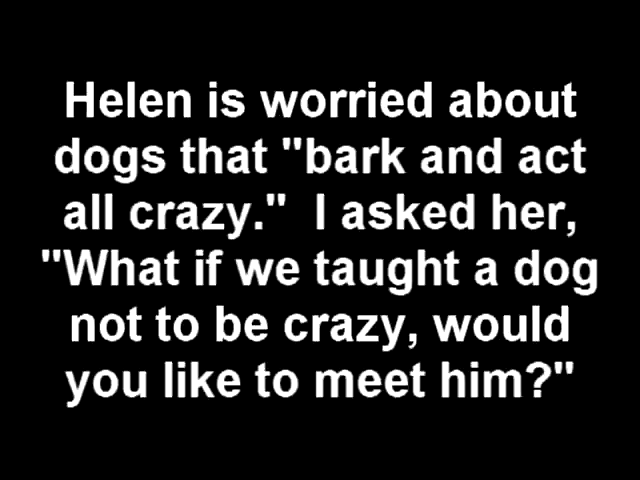 Helen is worried about
dogs that "bark and act
all crazy."  I asked her,
"What if we taught a dog
not to be crazy, would
you like to meet him?"